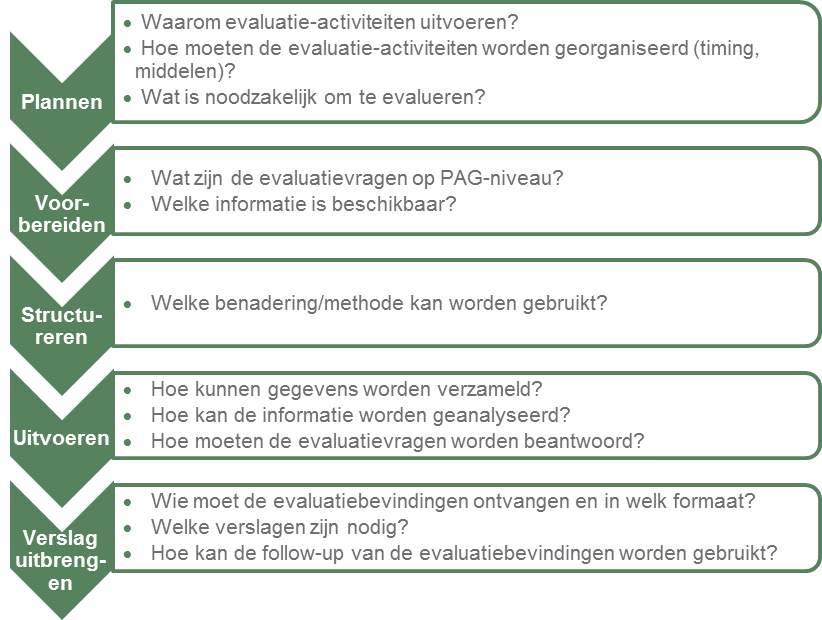 Plannen
• Waarom evaluatie-activiteiten uitvoeren?
• Hoe moeten de evaluatie-activiteiten worden georganiseerd (timing,
middelen)?
• Wat is noodzakelijk om te evalueren?
Voor-
bereiden
• Wat zijn de evaluatievragen op PAG-niveau?
• Welke informatie is beschikbaar?
Structu-
reren
• Welke benadering/methode kan worden gebruikt?
Uitvoeren
• Hoe kunnen gegevens worden verzameld?
• Hoe kan de informatie worden geanalyseerd?
• Hoe moeten de evaluatievragen worden beantwoord?
Verslag
uitbreng-
en
• Wie moet de evaluatiebevindingen ontvangen en in welk formaat?
• Welke verslagen zijn nodig?
• Hoe kan de follow-up van de evaluatiebevindingen worden gebruikt?